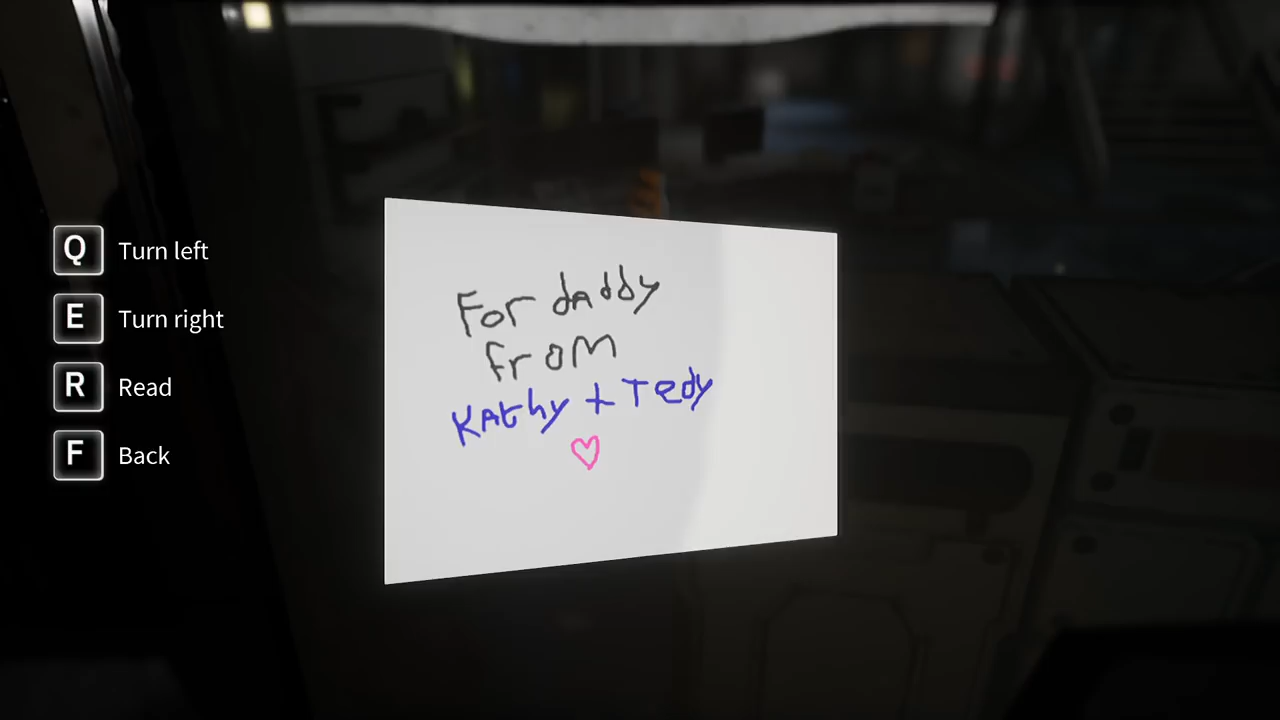 Q Turn left
E Turn right
R Read
F Back
For daddy
from
Kathy + Tedy